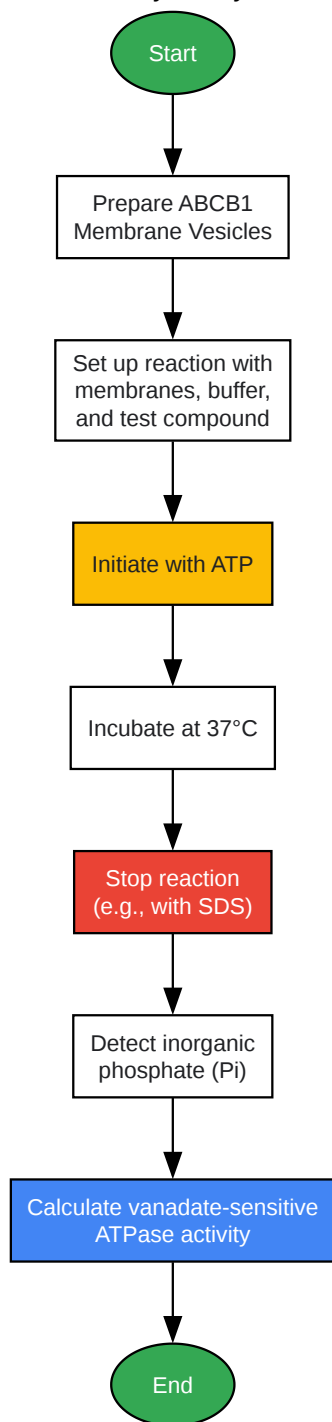 Start
Prepare ABCB1
Membrane Vesicles
Set up reaction with
membranes, buffer,
and test compound
Initiate with ATP
Incubate at 37°C
Stop reaction
(e.g., with SDS)
Detect inorganic
phosphate (Pi)
Calculate vanadate-sensitive
ATPase activity
End